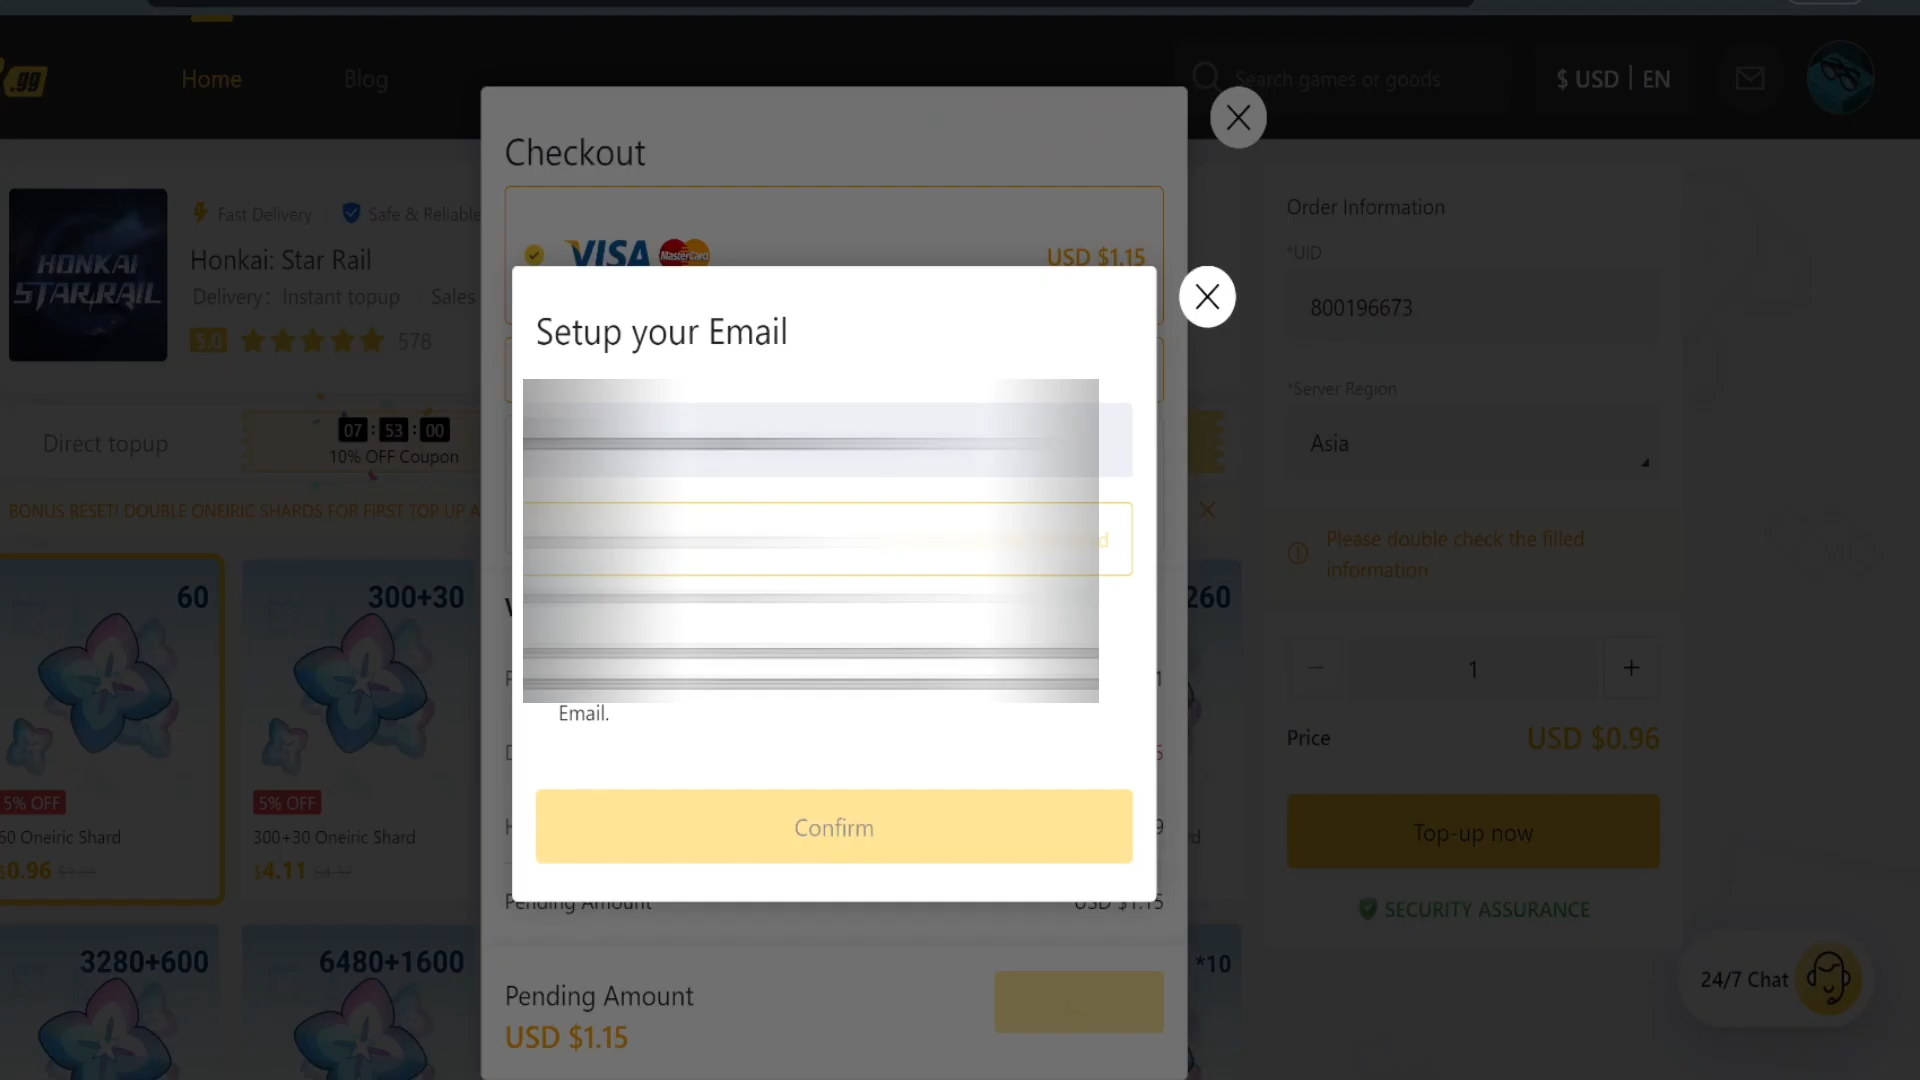 .gg
Home
Blog
Search games or goods
$ USD | EN
Checkout
VISA
MasterCard
USD $1.15
HONKAI
STAR RAIL
Fast Delivery
Safe & Reliable
Honkai: Star Rail
Delivery: Instant topup
Sales
5.0
578
Direct topup
07 : 53 : 00
10% OFF Coupon
BONUS RESET! DOUBLE ONEIRIC SHARDS FOR FIRST TOP UP A
Setup your Email
Email.
Confirm
Order Information
*UID
800196673
*Server Region
Asia
Please double check the filled
information
1
Price
USD $0.96
Top-up now
SECURITY ASSURANCE
24/7 Chat
60
300+30
260
5% OFF
5% OFF
60 Oneiric Shard
300+30 Oneiric Shard
$0.96
$4.11
3280+600
6480+1600
*10
Pending Amount
USD $1.15
Pending Amount
USD $1.15